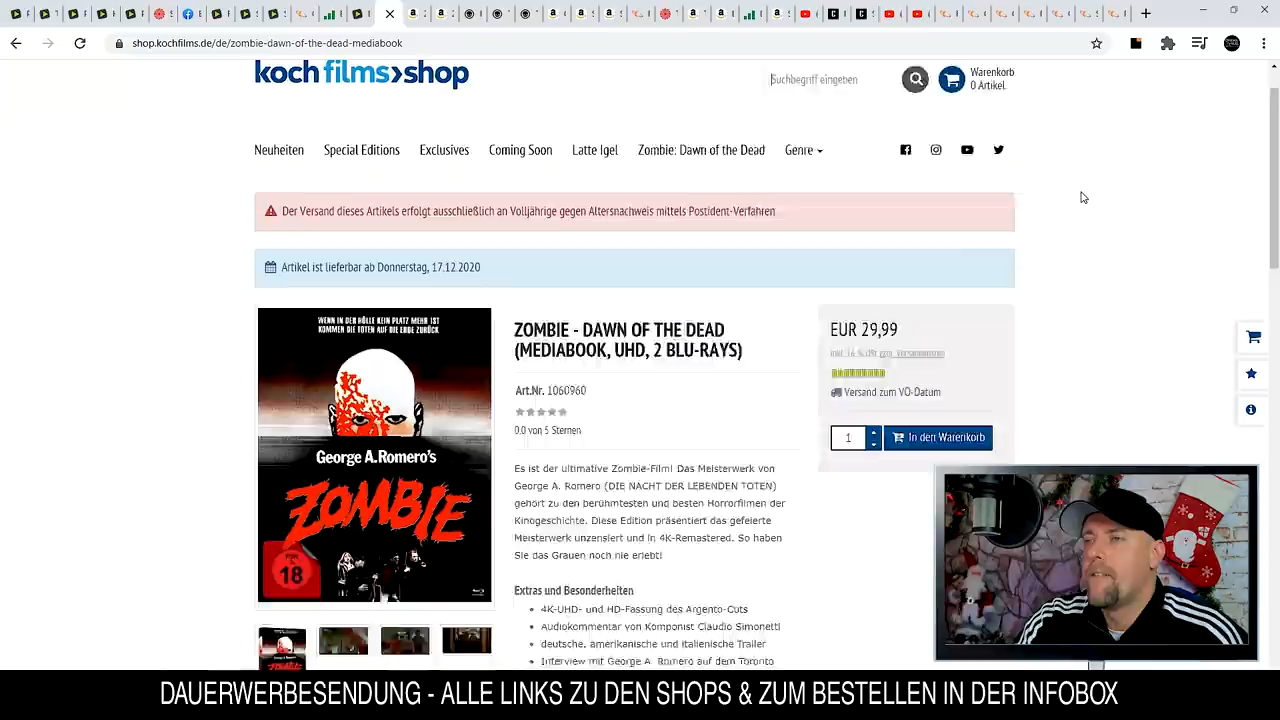 shop.kochfilms.de/de/zombie-dawn-of-the-dead-mediabook
koch films>shop
Suchbegriff eingeben
Warenkorb
0 Artikel
Neuheiten Special Editions Exclusives Coming Soon Latte Igel Zombie: Dawn of the Dead Genre
Der Versand dieses Artikels erfolgt ausschließlich an Volljährige gegen Altersnachweis mittels Postident-Verfahren
Artikel ist lieferbar ab Donnerstag, 17.12.2020
WENN IN DER HÖLLE KEIN PLATZ MEHR IST
KOMMEN DIE TOTEN AUF DIE ERDE ZURÜCK
George A. Romero's
ZOMBIE
18
ZOMBIE - DAWN OF THE DEAD
(MEDIABOOK, UHD, 2 BLU-RAYS)
Art.Nr. 1060960
0.0 von 5 Sternen
Es ist der ultimative Zombie-Film! Das Meisterwerk von
George A. Romero (DIE NACHT DER LEBENDEN TOTEN)
gehört zu den berühmtesten und besten Horrorfilmen der
Kinogeschichte. Diese Edition präsentiert das gefeierte
Meisterwerk unzensiert und in 4K-Remastered. So haben
Sie das Grauen noch nie erlebt!
Extras und Besonderheiten
4K-UHD- und HD-Fassung des Argento-Cuts
Audiokommentar von Komponist Claudio Simonetti
deutsche, amerikanische und italienische Trailer
Interview mit George A. Romero auf dem Toronto
EUR 29,99
inkl. 16 % USt zzgl. Versandkosten
Versand zum VÖ-Datum
1
In den Warenkorb
DAUERWERBESENDUNG - ALLE LINKS ZU DEN SHOPS & ZUM BESTELLEN IN DER INFOBOX